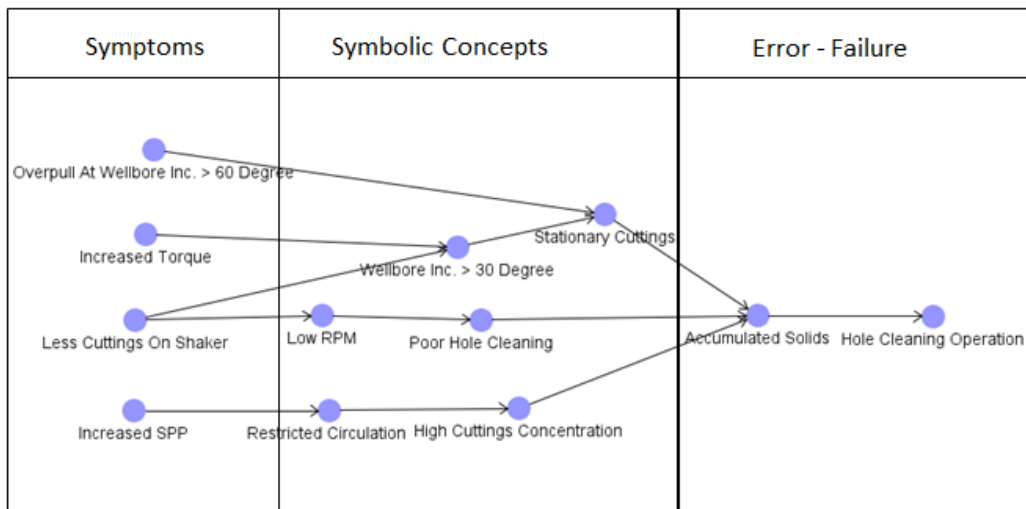 Symptoms
Symbolic Concepts
Error - Failure
Overpull At Wellbore Inc. > 60 Degree
Stationary Cuttings
Increased Torque
Wellbore Inc. > 30 Degree
Less Cuttings On Shaker
Low RPM
Poor Hole Cleaning
Accumulated Solids
Hole Cleaning Operation
Increased SPP
Restricted Circulation
High Cuttings Concentration